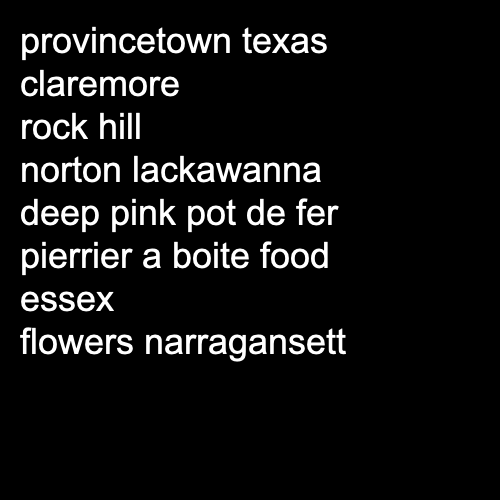 provincetown texas
claremore
rock hill
norton lackawanna
deep pink pot de fer
pierrier a boite food
essex
flowers narragansett